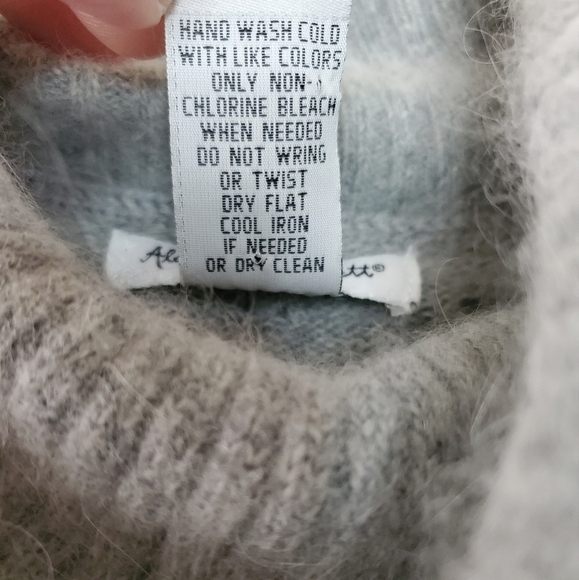 HAND WASH COLD
WITH LIKE COLORS
ONLY NON-
CHLORINE BLEACH
WHEN NEEDED
DO NOT WRING
OR TWIST
DRY FLAT
COOL IRON
IF NEEDED
OR DRY CLEAN